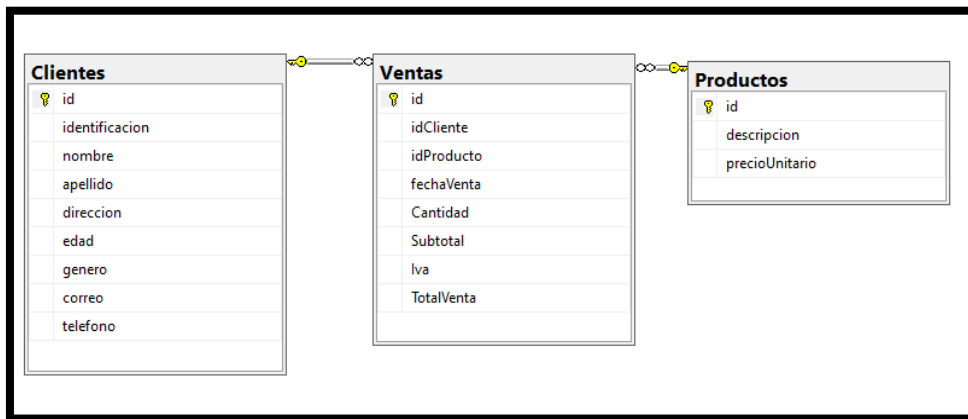 Clientes
id
identificacion
nombre
apellido
direccion
edad
genero
correo
telefono
Ventas
id
idCliente
idProducto
fechaVenta
Cantidad
Subtotal
Iva
TotalVenta
Productos
id
descripcion
precioUnitario